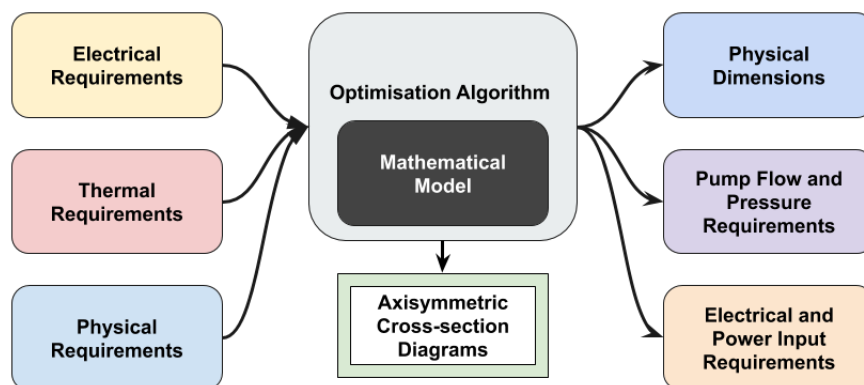 Electrical
Requirements
Thermal
Requirements
Physical
Requirements
Optimisation Algorithm
Mathematical
Model
Axisymmetric
Cross-section
Diagrams
Physical
Dimensions
Pump Flow and
Pressure
Requirements
Electrical and
Power Input
Requirements